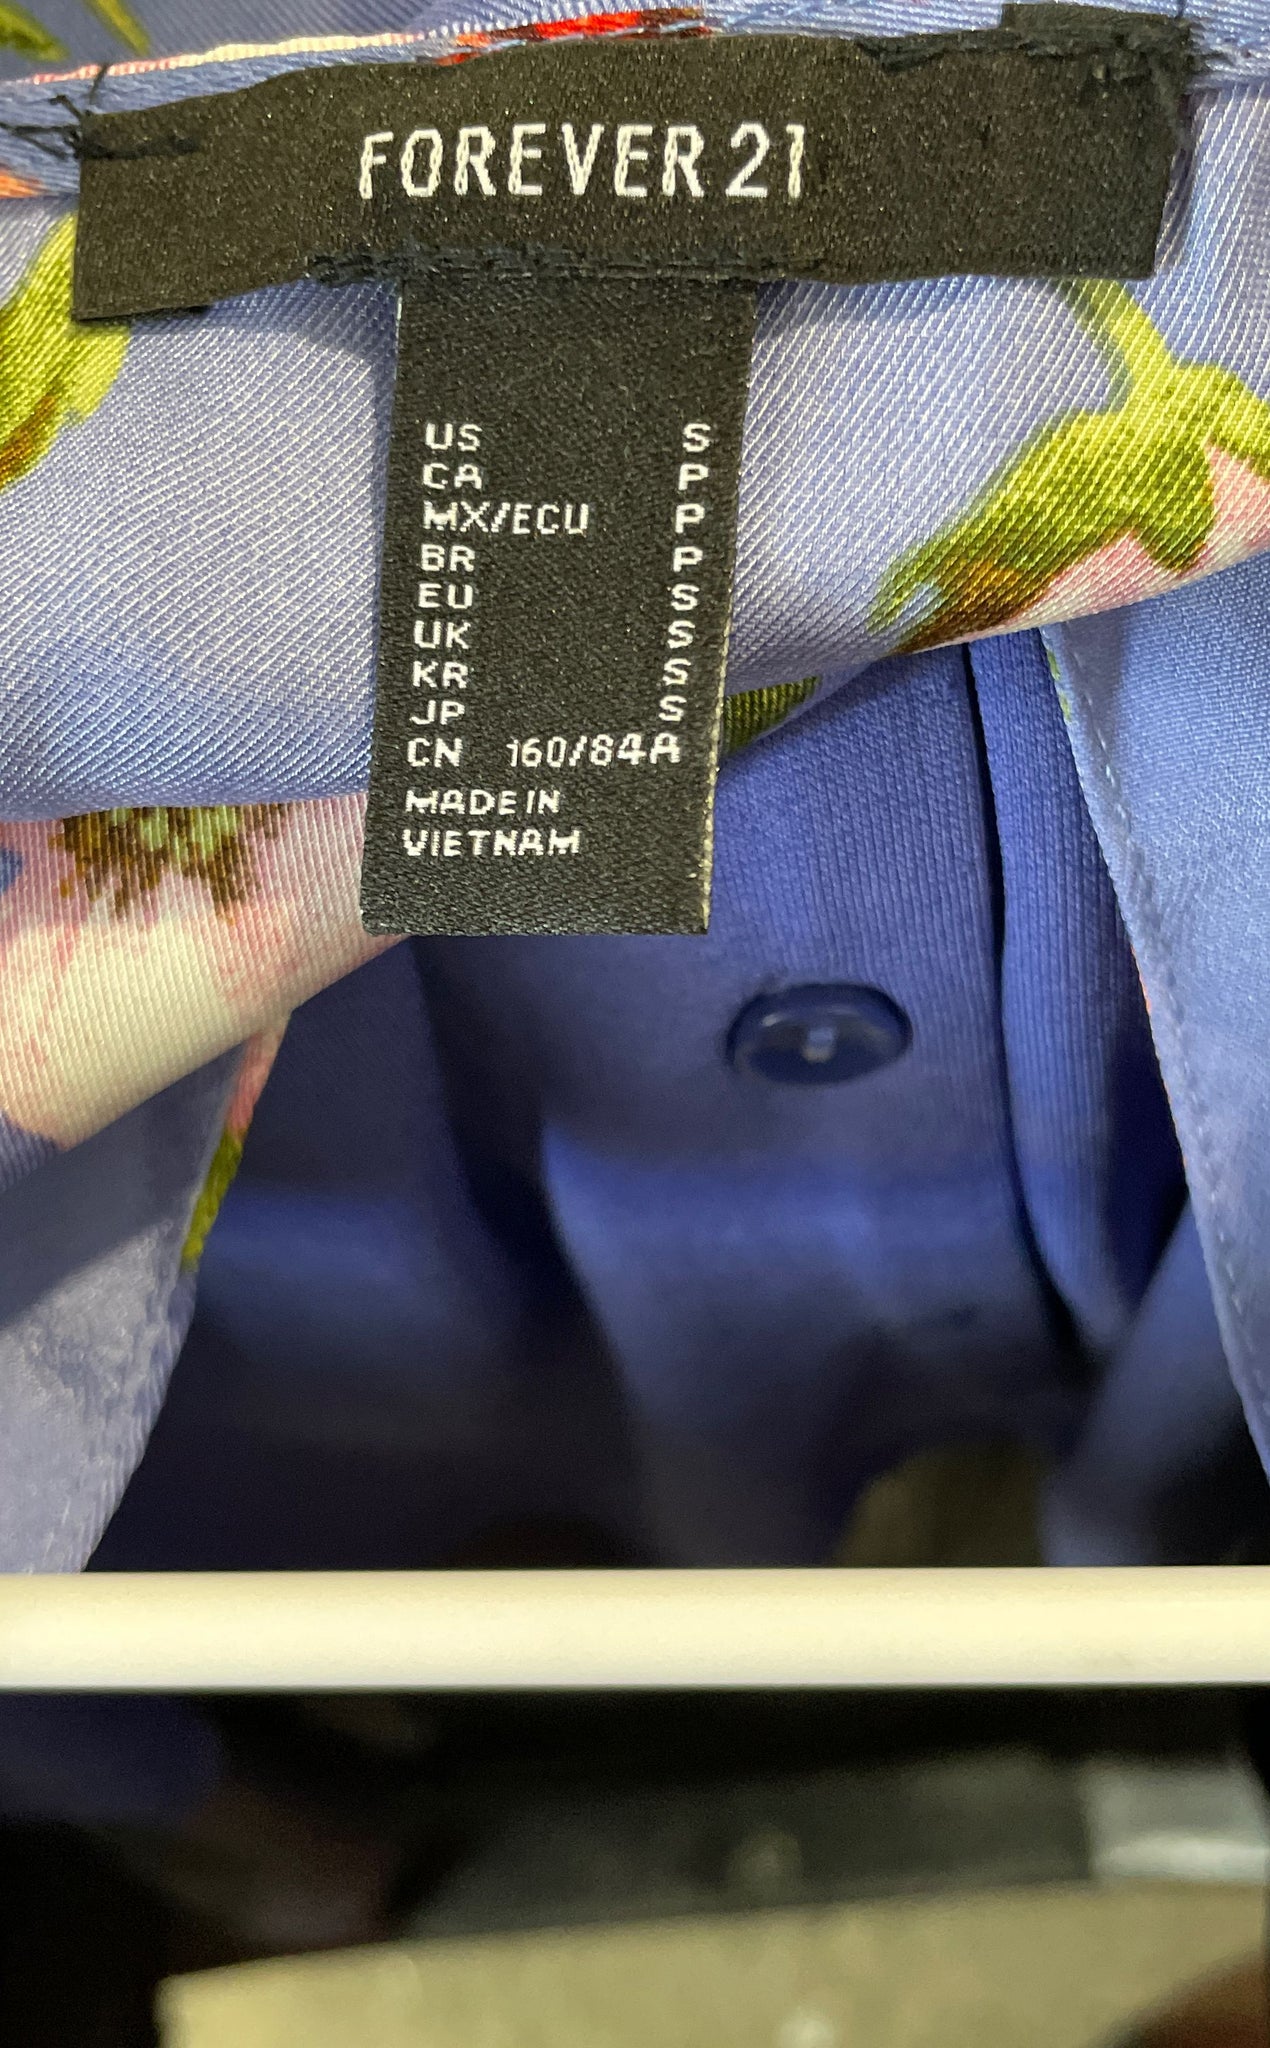 FOREVER 21
US S
CA P
MX/ECU P
BR P
EU S
UK S
KR S
JP S
CN 160/84A
MADE IN
VIETNAM